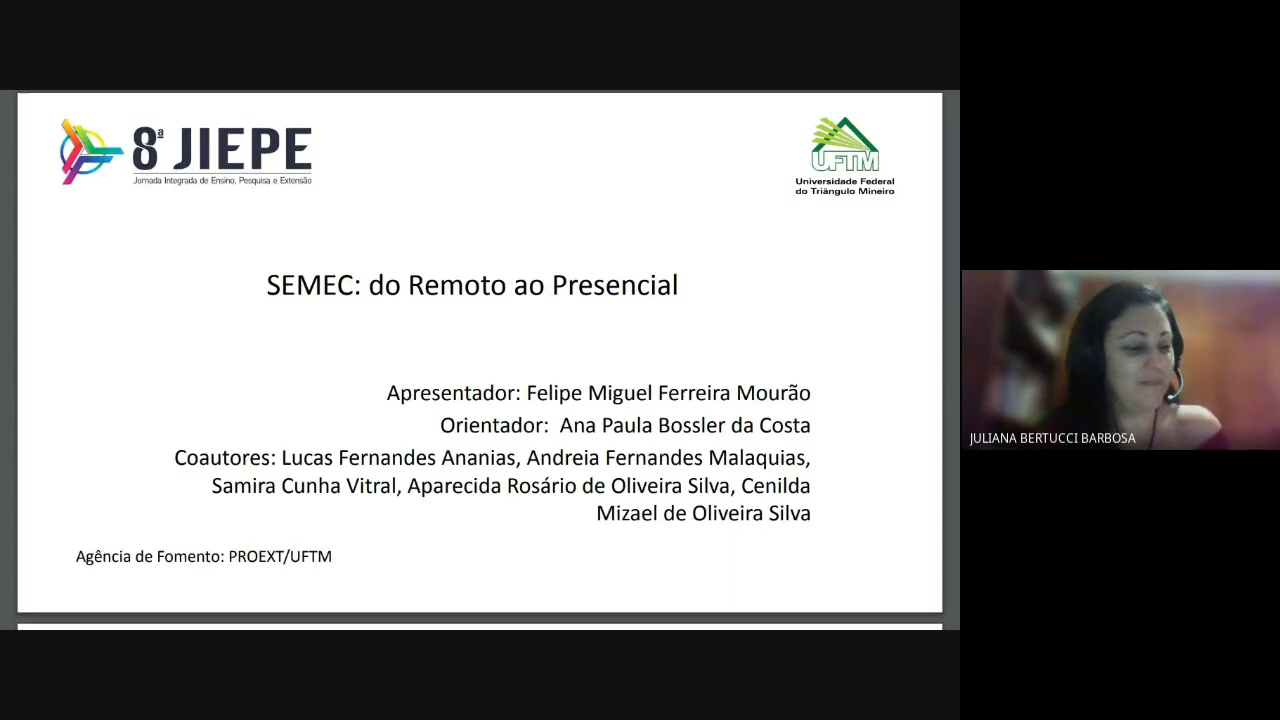 8ª JIEPE
Jornada Integrada de Ensino, Pesquisa e Extensão
UFTM
Universidade Federal
do Triângulo Mineiro
SEMEC: do Remoto ao Presencial
Apresentador: Felipe Miguel Ferreira Mourão
Orientador: Ana Paula Bossler da Costa
Coautores: Lucas Fernandes Ananias, Andreia Fernandes Malaquias,
Samira Cunha Vitral, Aparecida Rosário de Oliveira Silva, Cenilda
Mizael de Oliveira Silva
Agência de Fomento: PROEXT/UFTM
JULIANA BERTUCCI BARBOSA